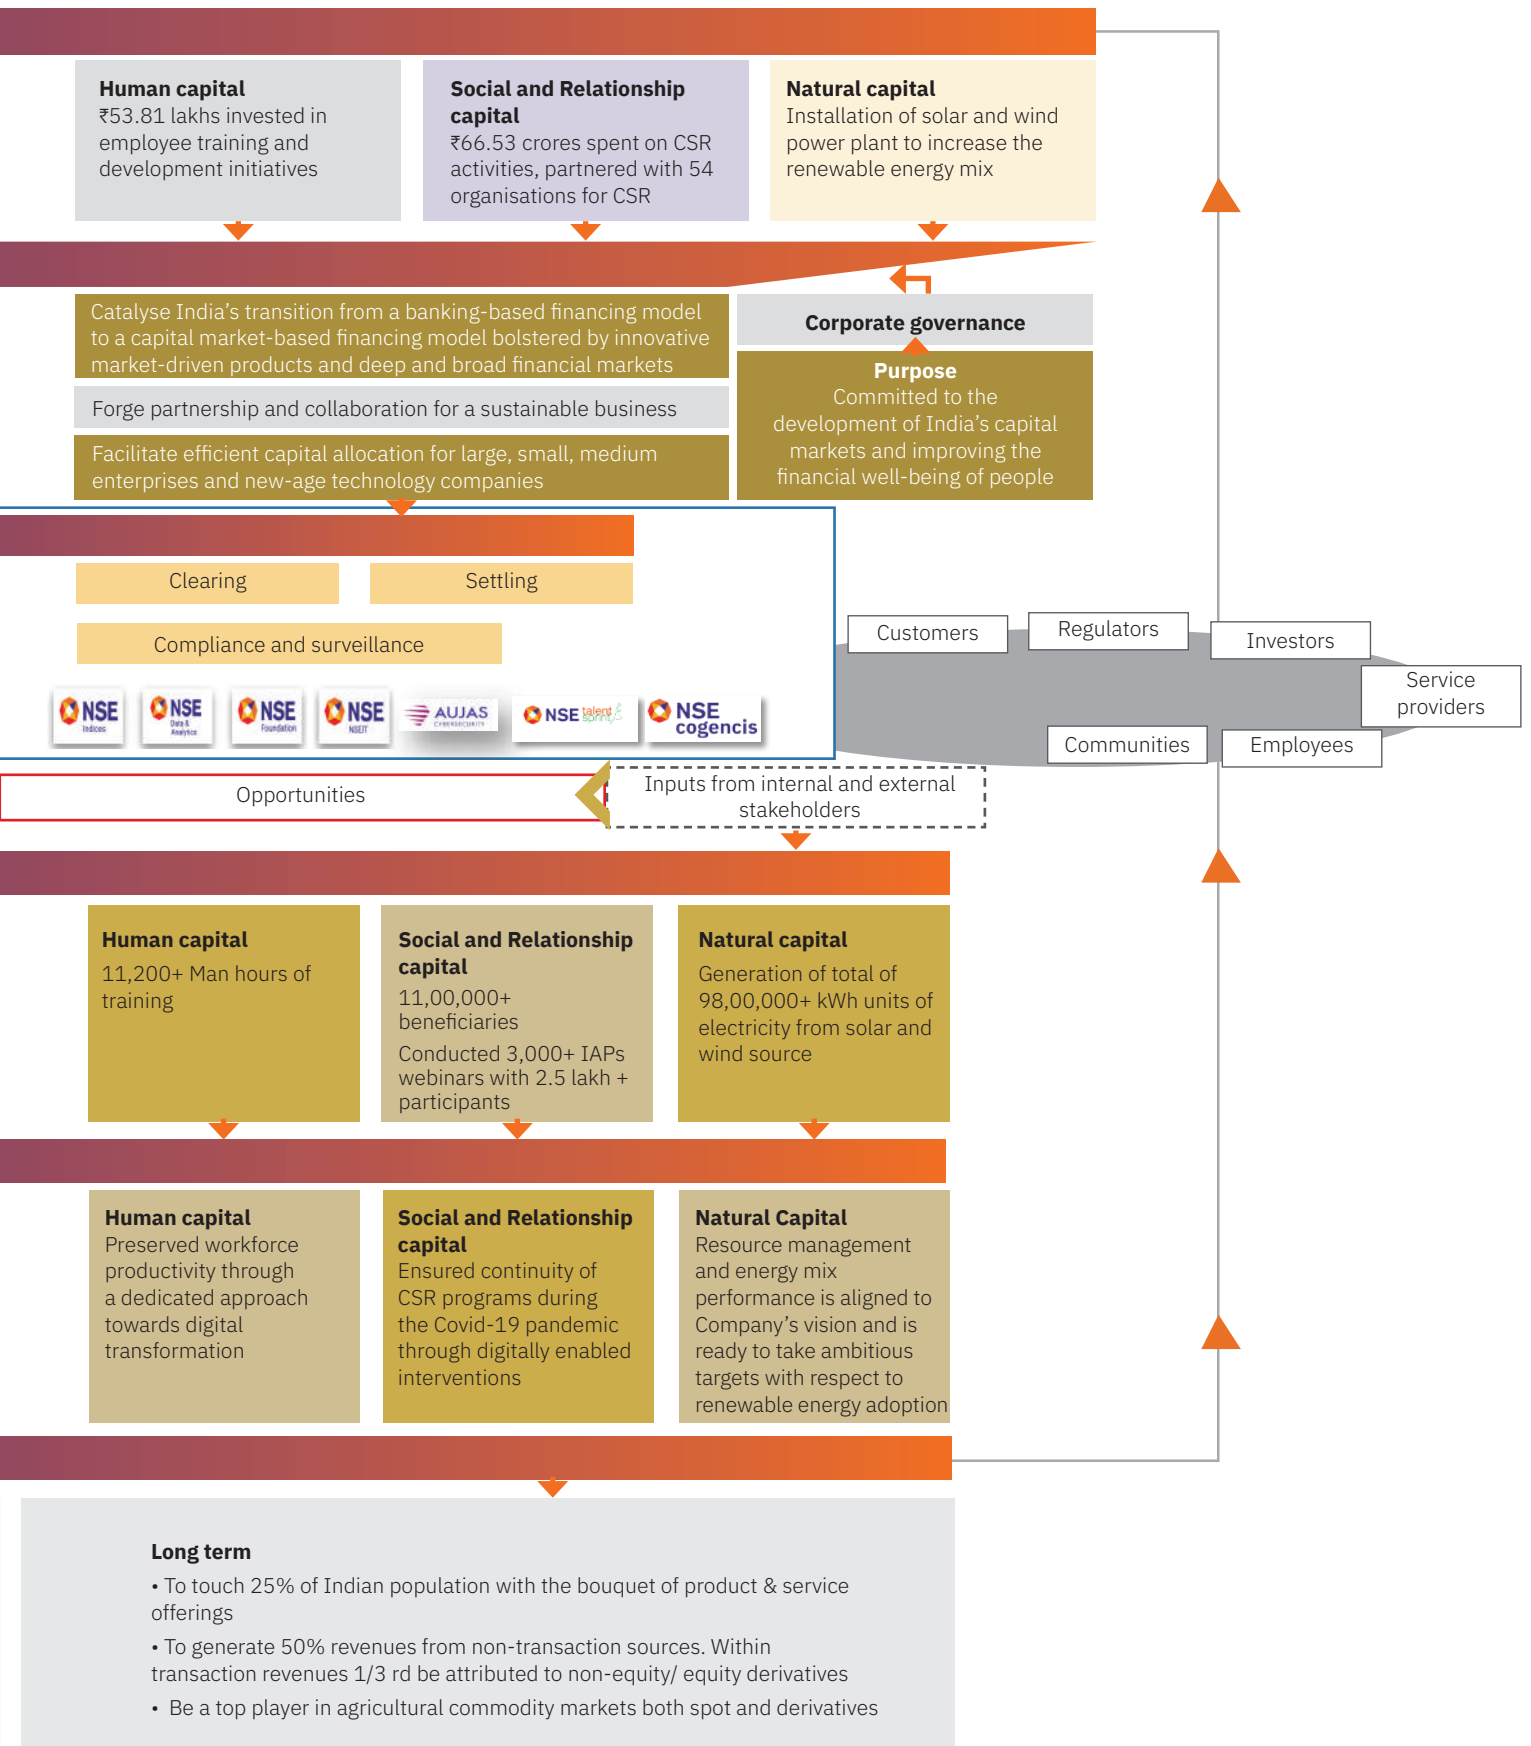 Human capital
₹53.81 lakhs invested in
employee training and
development initiatives
Social and Relationship
capital
₹66.53 crores spent on CSR
activities, partnered with 54
organisations for CSR
Natural capital
Installation of solar and wind
power plant to increase the
renewable energy mix
Catalyse India’s transition from a banking-based financing model
to a capital market-based financing model bolstered by innovative
market-driven products and deep and broad financial markets
Forge partnership and collaboration for a sustainable business
Facilitate efficient capital allocation for large, small, medium
enterprises and new-age technology companies
Corporate governance
Purpose
Committed to the
development of India’s capital
markets and improving the
financial well-being of people
Clearing
Settling
Compliance and surveillance
NSE
Indices
NSE
Data &
Analytics
NSE
Foundation
NSE
NSEIT
AUJAS
CYBERSECURITY
NSE talent
sprint
NSE
cogencis
Customers
Regulators
Investors
Service
providers
Communities
Employees
Opportunities
Inputs from internal and external
stakeholders
Human capital
11,200+ Man hours of
training
Social and Relationship
capital
11,00,000+
beneficiaries
Conducted 3,000+ IAPs
webinars with 2.5 lakh +
participants
Natural capital
Generation of total of
98,00,000+ kWh units of
electricity from solar and
wind source
Human capital
Preserved workforce
productivity through
a dedicated approach
towards digital
transformation
Social and Relationship
capital
Ensured continuity of
CSR programs during
the Covid-19 pandemic
through digitally enabled
interventions
Natural Capital
Resource management
and energy mix
performance is aligned to
Company’s vision and is
ready to take ambitious
targets with respect to
renewable energy adoption
Long term
• To touch 25% of Indian population with the bouquet of product & service
offerings
• To generate 50% revenues from non-transaction sources. Within
transaction revenues 1/3 rd be attributed to non-equity/ equity derivatives
• Be a top player in agricultural commodity markets both spot and derivatives